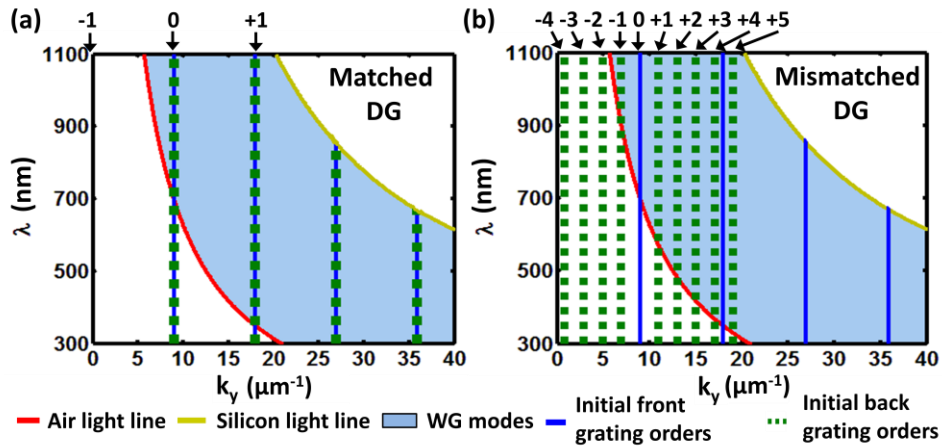 (a)
-1 0 +1
Matched
DG
1100
900
700
500
300
λ (nm)
0 5 10 15 20 25 30 35 40
k_y (μm⁻¹)
(b)
-4 -3 -2 -1 0 +1 +2 +3 +4 +5
Mismatched
DG
1100
900
700
500
300
λ (nm)
0 5 10 15 20 25 30 35 40
k_y (μm⁻¹)
Air light line
Silicon light line
WG modes
Initial front
grating orders
Initial back
grating orders